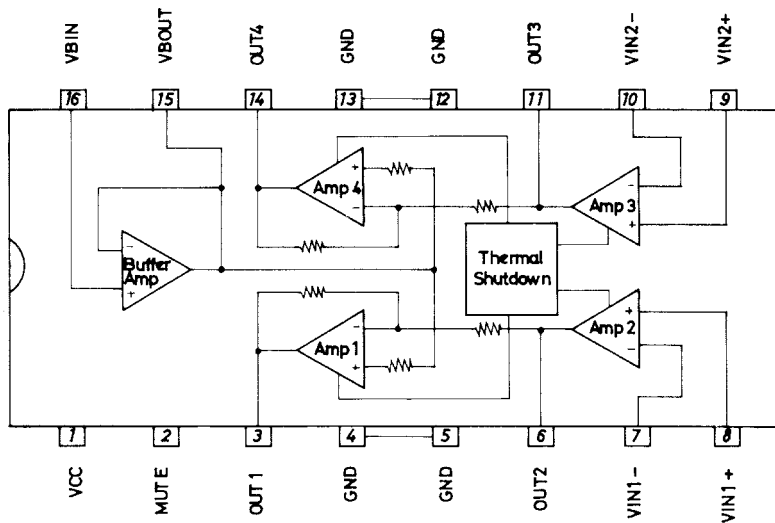 VBIN
VBOUT
OUT4
GND
GND
OUT3
VIN2-
VIN2+
16
15
14
13
12
11
10
9
+
-
Amp 4
-
+
Amp 3
-
Buffer
Amp
+
Thermal
Shutdown
-
Amp 1
+
+
Amp 2
-
1
2
3
4
5
6
7
8
VCC
MUTE
OUT1
GND
GND
OUT2
VIN1-
VIN1+